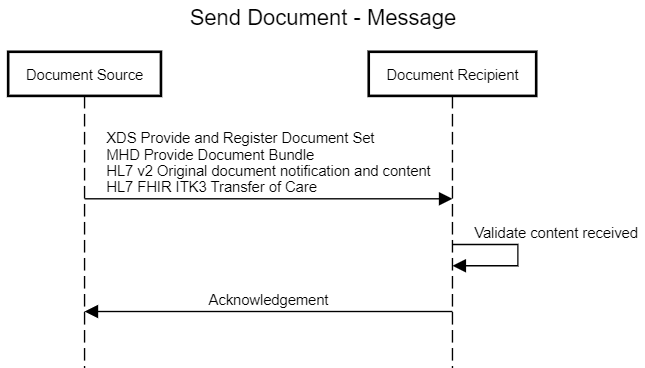 Send Document - Message
Document Source
Document Recipient
XDS Provide and Register Document Set
MHD Provide Document Bundle
HL7 v2 Original document notification and content
HL7 FHIR ITK3 Transfer of Care
Validate content received
Acknowledgement